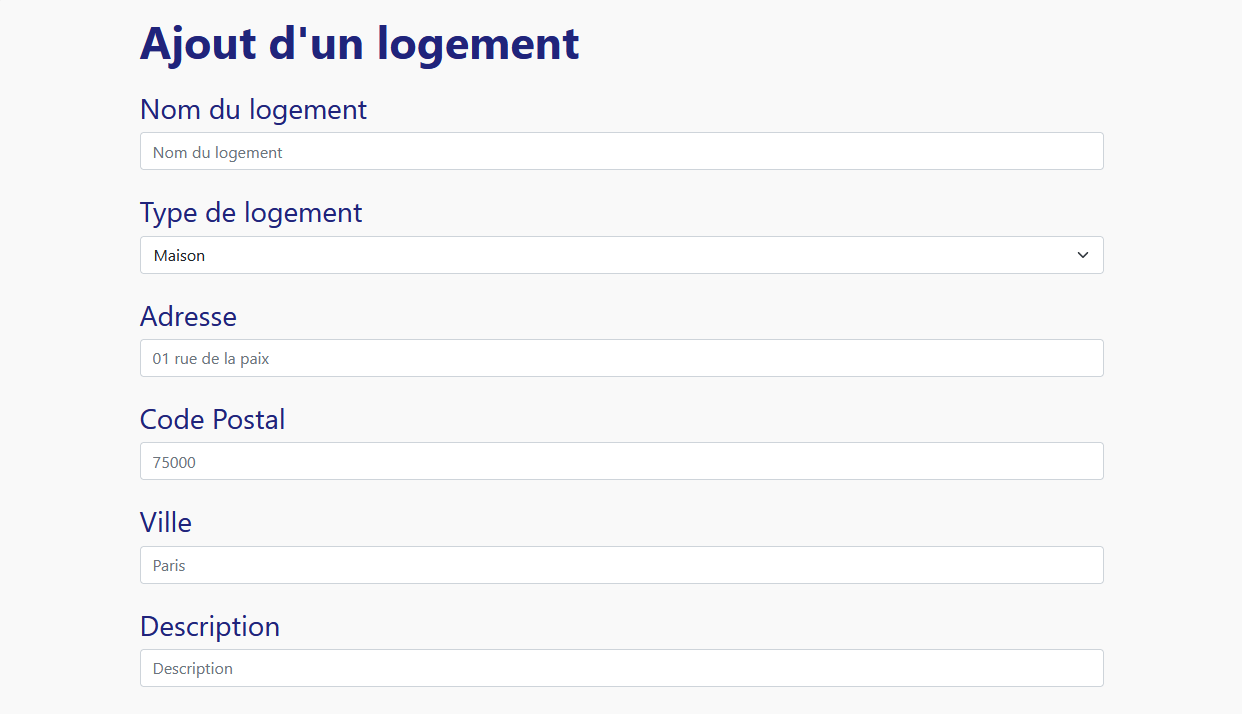 Ajout d'un logement
Nom du logement
Nom du logement
Type de logement
Maison
Adresse
01 rue de la paix
Code Postal
75000
Ville
Paris
Description
Description